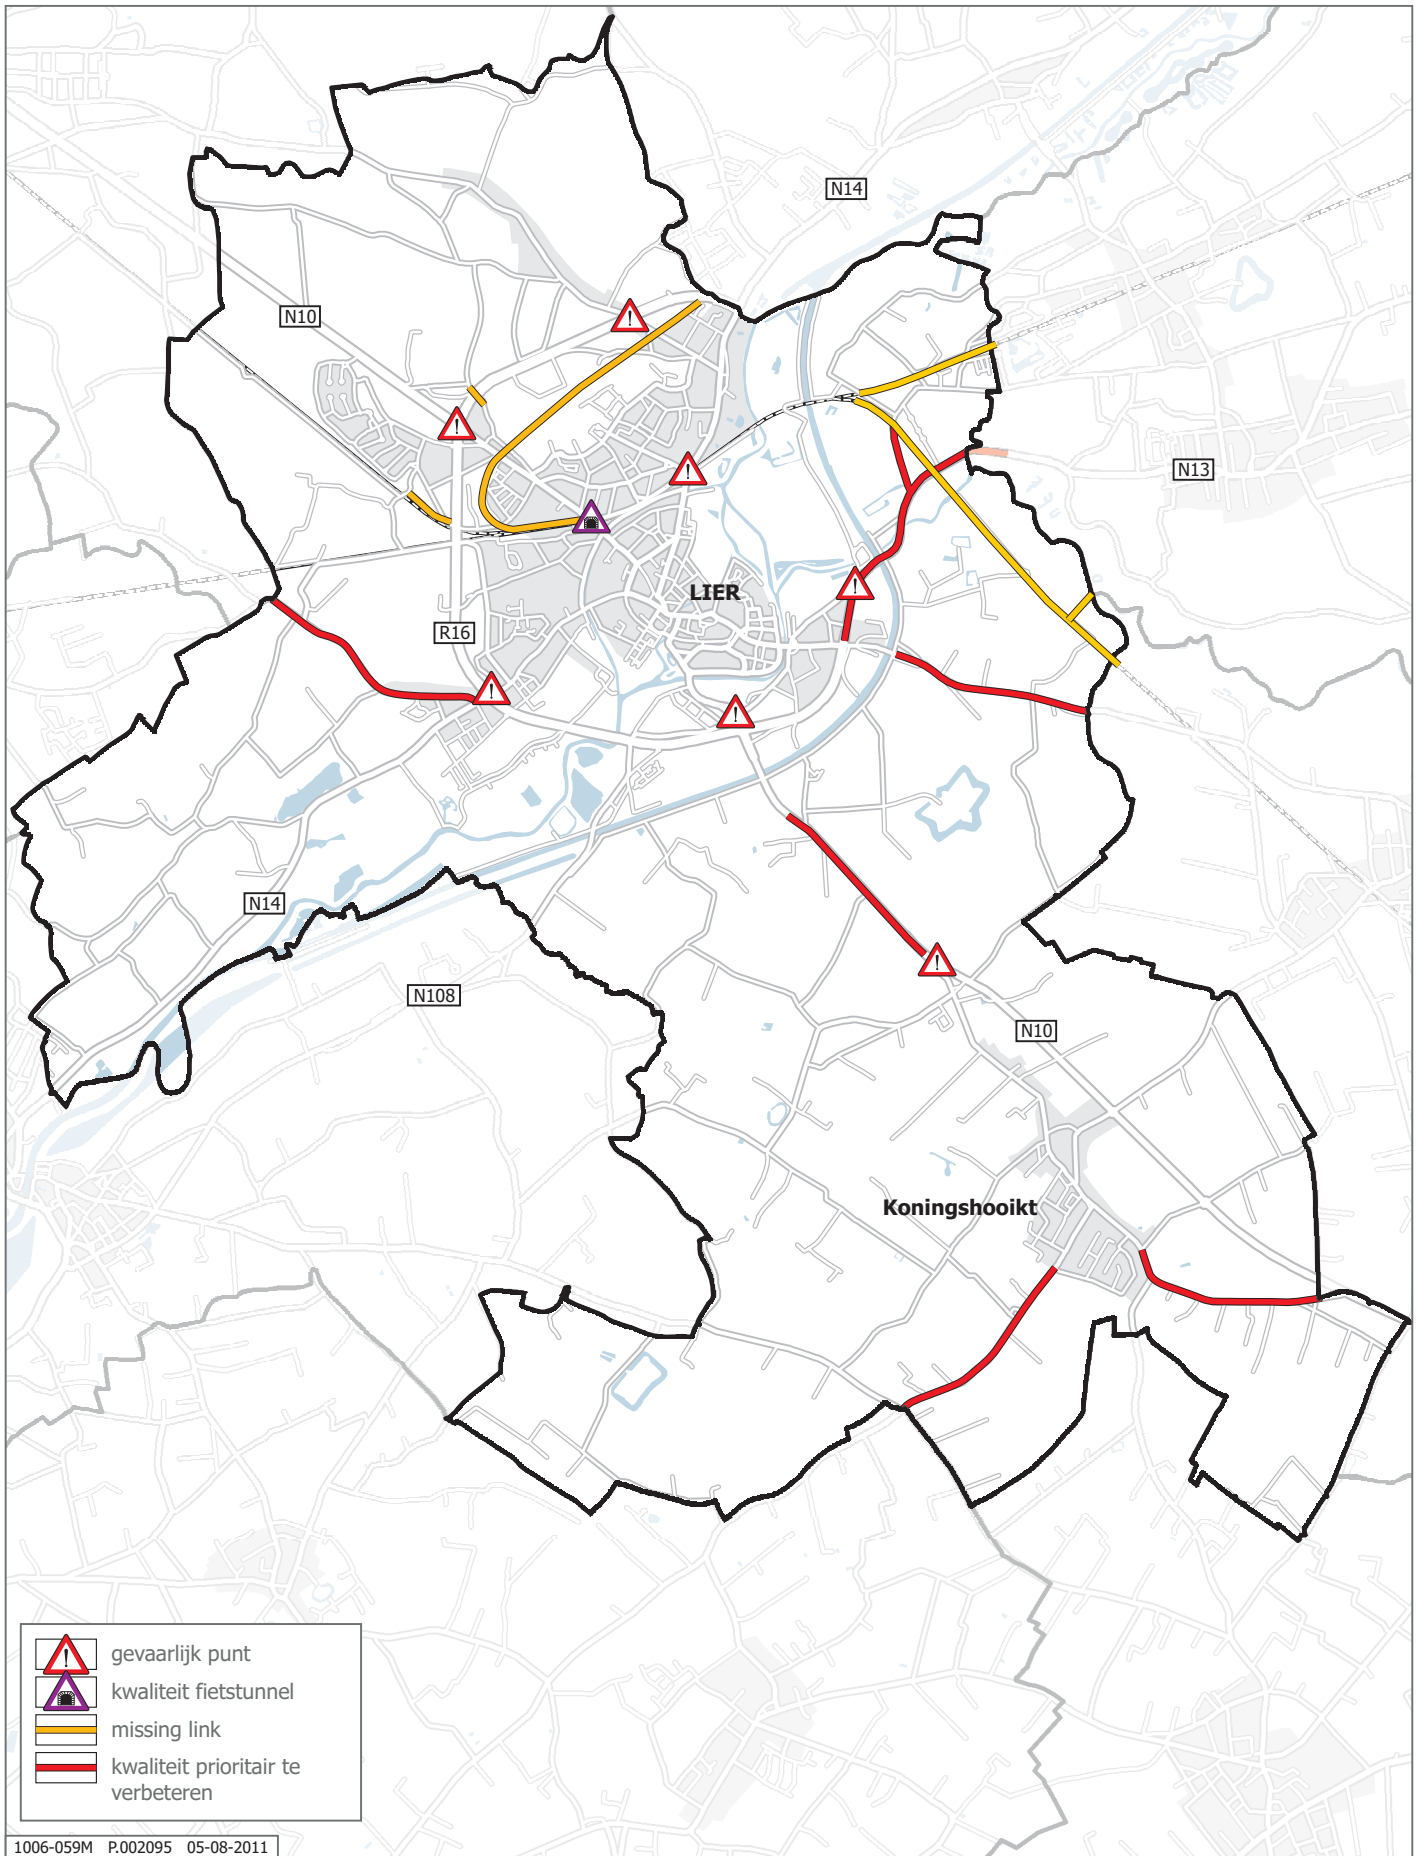 N14
N10
N13
LIER
R16
N14
N108
N10
Koningshooikt
gevaarlijk punt
kwaliteit fietstunnel
missing link
kwaliteit prioritair te
verbeteren
1006-059M P.002095 05-08-2011